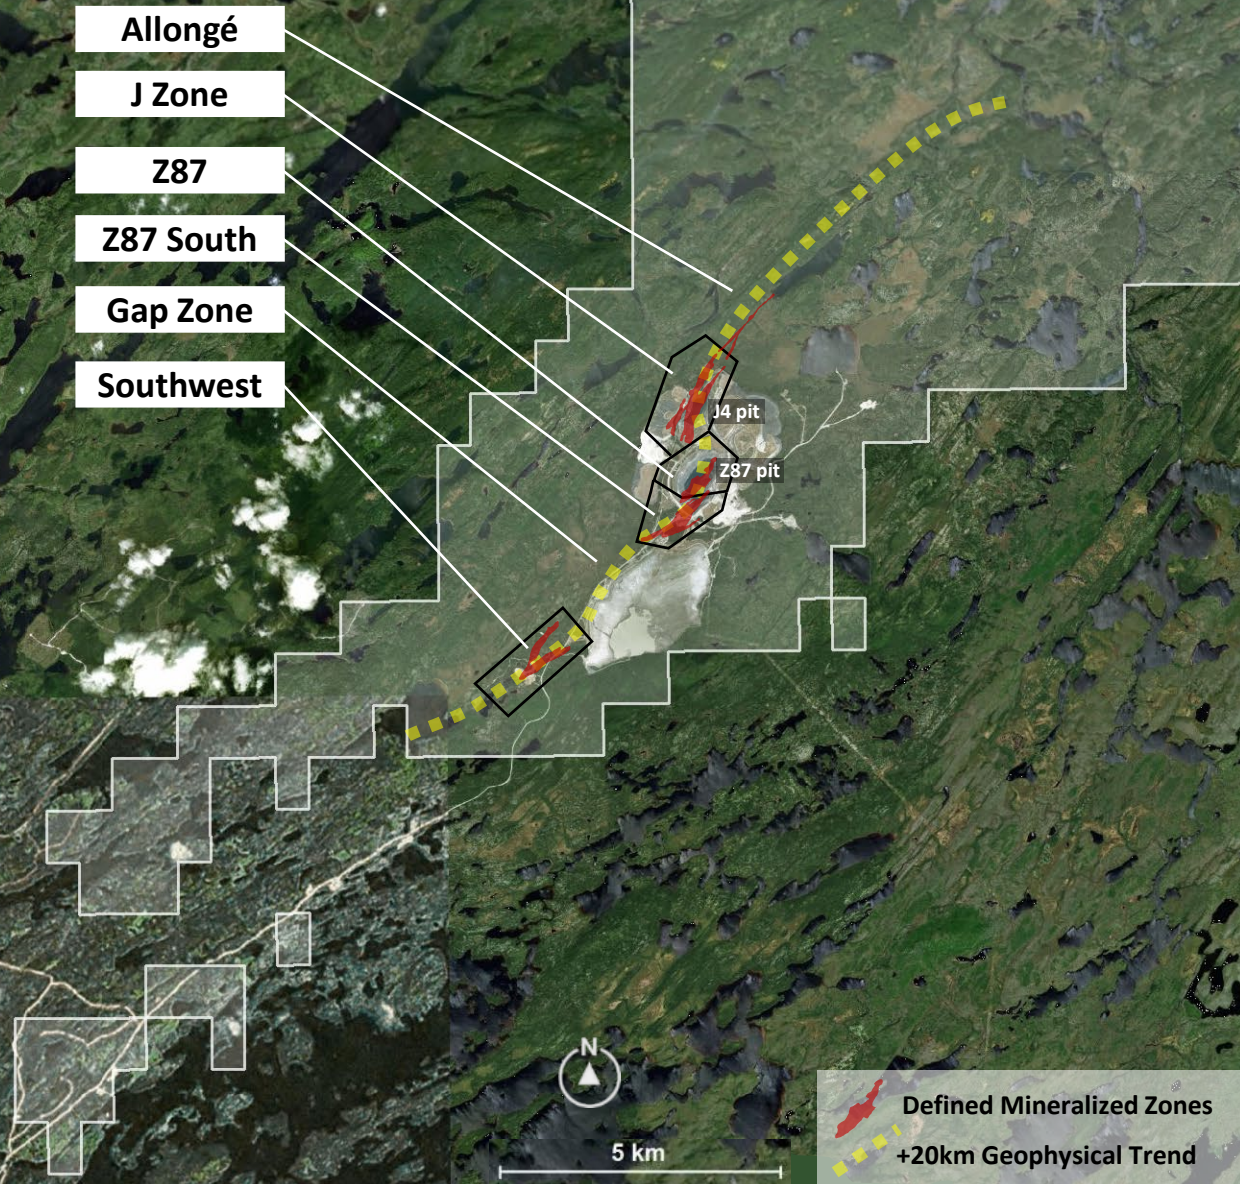 Allongé
J Zone
Z87
Z87 South
Gap Zone
Southwest
J4 pit
Z87 pit
N
5 km
Defined Mineralized Zones
+20km Geophysical Trend